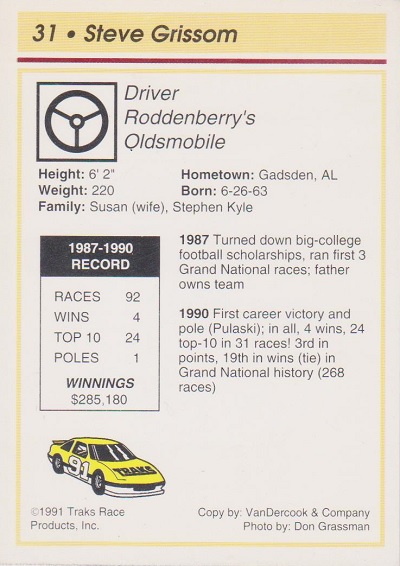 31 • Steve Grissom
Driver
Roddenberry's
Oldsmobile
Height: 6' 2"
Weight: 220
Family: Susan (wife), Stephen Kyle
Hometown: Gadsden, AL
Born: 6-26-63
1987-1990
RECORD
RACES 92
WINS 4
TOP 10 24
POLES 1
WINNINGS
$285,180
1987 Turned down big-college
football scholarships, ran first 3
Grand National races; father
owns team
1990 First career victory and
pole (Pulaski); in all, 4 wins, 24
top-10 in 31 races! 3rd in
points, 19th in wins (tie) in
Grand National history (268
races)
91
TRAKS
©1991 Traks Race
Products, Inc.
Copy by: VanDercook & Company
Photo by: Don Grassman